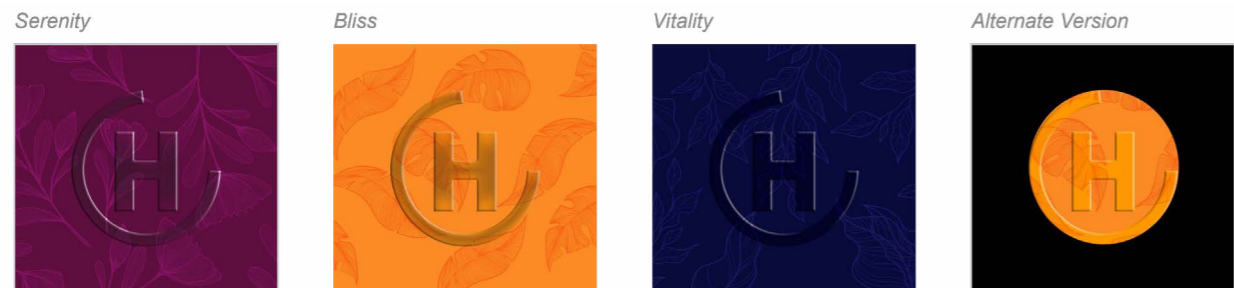 Serenity
Bliss
Vitality
Alternate Version
H
H
H
H